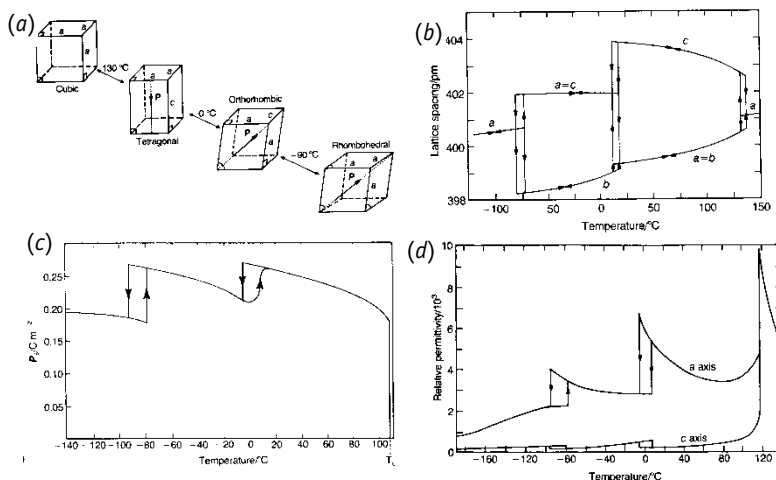 (a)
a
a
a
Cubic
130 °C
a
a
P
c
Tetragonal
0 °C
Orthorhombic
a
c
P
a
−90 °C
Rhombohedral
a
a
P
a
(b)
Lattice spacing/pm
404
402
400
398
a
a=c
b
c
a=b
a
−100
−50
0
50
100
150
Temperature/°C
(c)
0.25
0.20
0.15
0.10
0.05
−140
−120
−100
−80
−60
−40
−20
0
20
40
60
80
100
Temperature/°C
(d)
Relative permittivity/10³
10
8
6
4
2
0
a axis
c axis
−160
−120
−80
−40
0
40
80
120
Temperature/°C